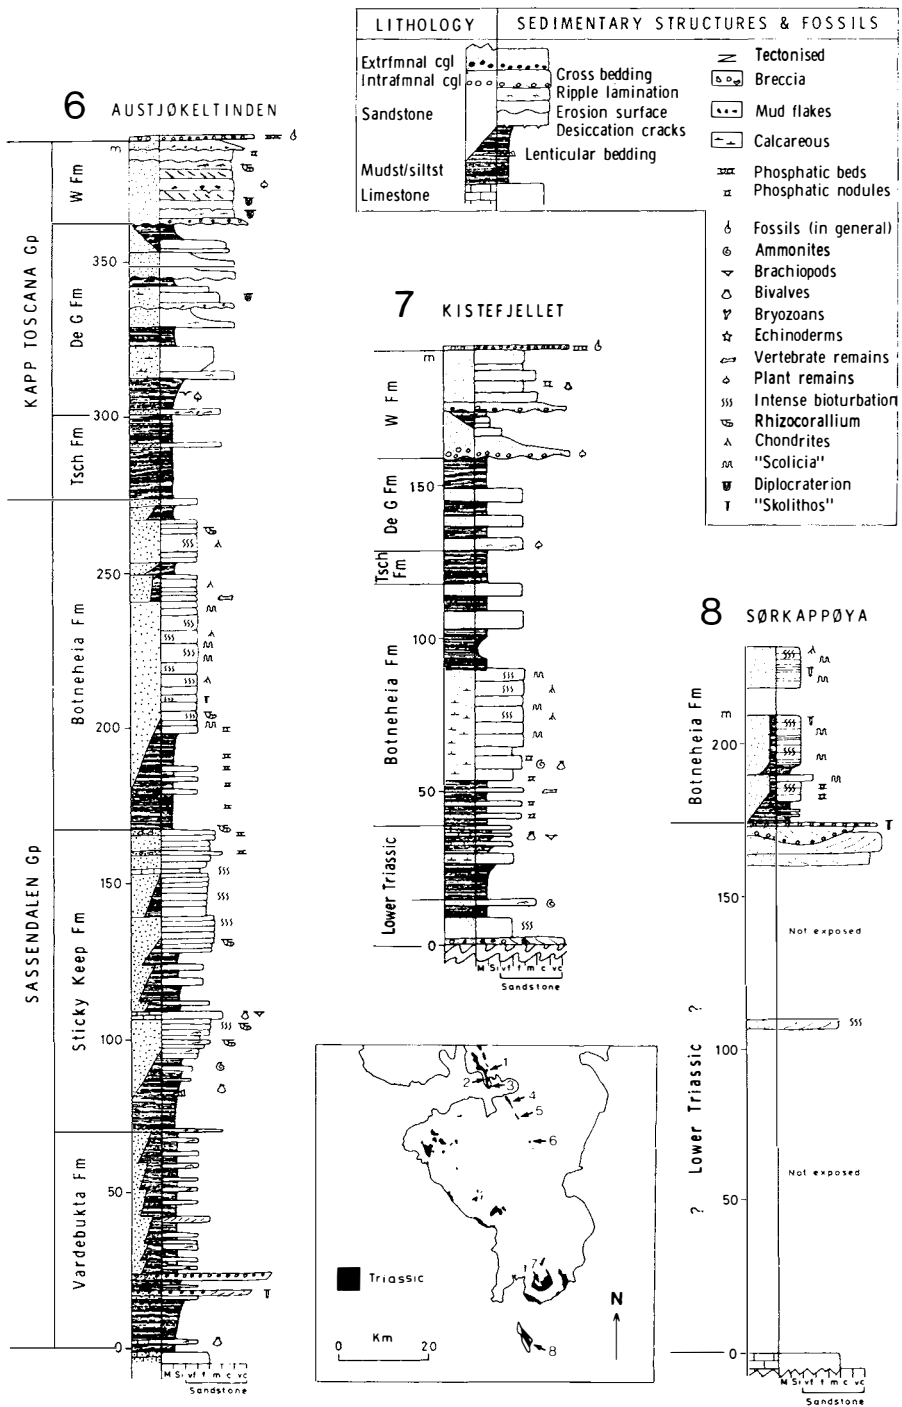 LITHOLOGY
SEDIMENTARY STRUCTURES & FOSSILS
Extrfmnal cgl
Intrafmnal cgl
Sandstone
Mudst/siltst
Limestone
Cross bedding
Ripple lamination
Erosion surface
Desiccation cracks
Lenticular bedding
Tectonised
Breccia
Mud flakes
Calcareous
Phosphatic beds
Phosphatic nodules
Fossils (in general)
Ammonites
Brachiopods
Bivalves
Bryozoans
Echinoderms
Vertebrate remains
Plant remains
Intense bioturbation
Rhizocorallium
Chondrites
"Scolicia"
Diplocraterion
"Skolithos"
6 AUSTJØKELTINDEN
m
350
300
250
200
150
100
50
0
KAPP TOSCANA Gp
W Fm
De G Fm
Tsch Fm
SASSENDALEN Gp
Botneheia Fm
Sticky Keep Fm
Vardebukta Fm
M Si vf f m c vc
Sandstone
7 KISTEFJELLET
m
150
100
50
0
W Fm
De G Fm
Tsch
Fm
Botneheia Fm
Lower Triassic
M Si vf f m c vc
Sandstone
8 SØRKAPPØYA
m
200
150
100
50
0
Botneheia Fm
? Lower Triassic ?
Not exposed
Not exposed
M Si vf f m c vc
Sandstone
1
2
3
4
5
6
7
8
Triassic
Km
0 20
N